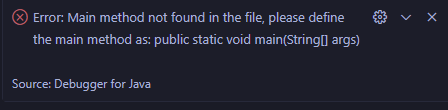 Error: Main method not found in the file, please define
the main method as: public static void main(String[] args)
Source: Debugger for Java